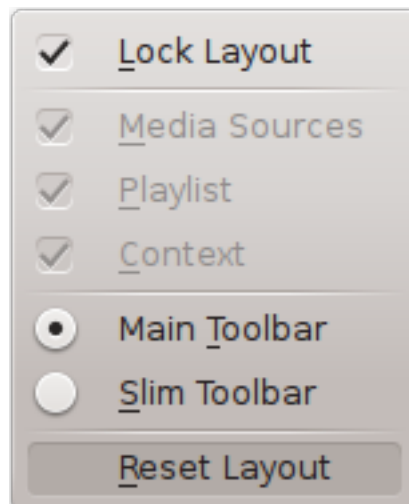 Lock Layout
Media Sources
Playlist
Context
Main Toolbar
Slim Toolbar
Reset Layout